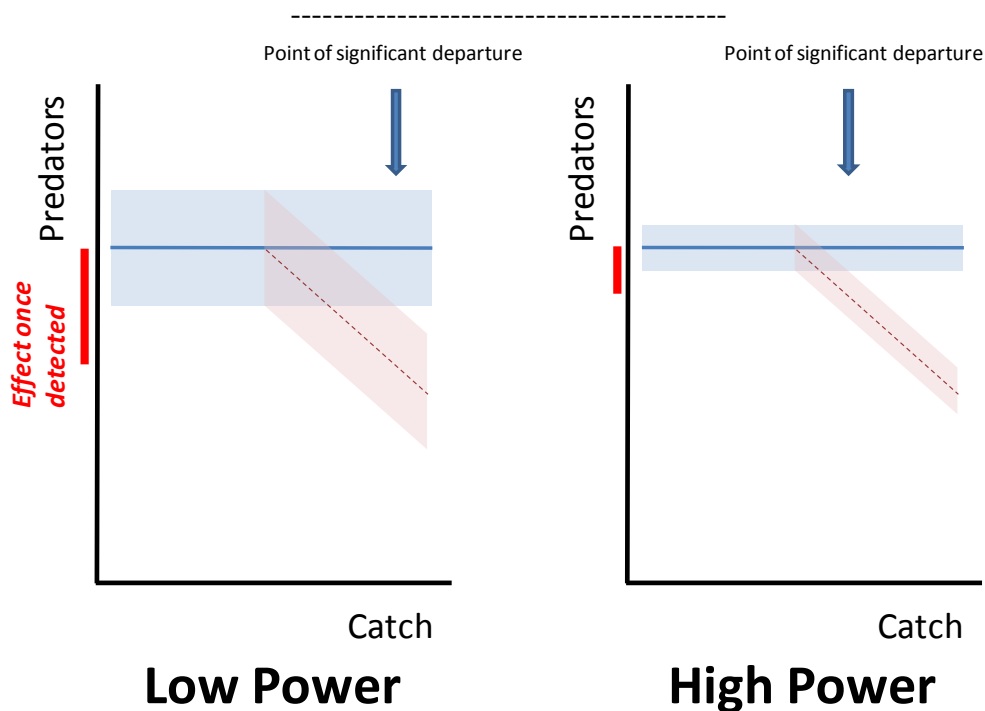 Point of significant departure
Predators
Effect once
detected
Catch
Low Power
Point of significant departure
Predators
Catch
High Power